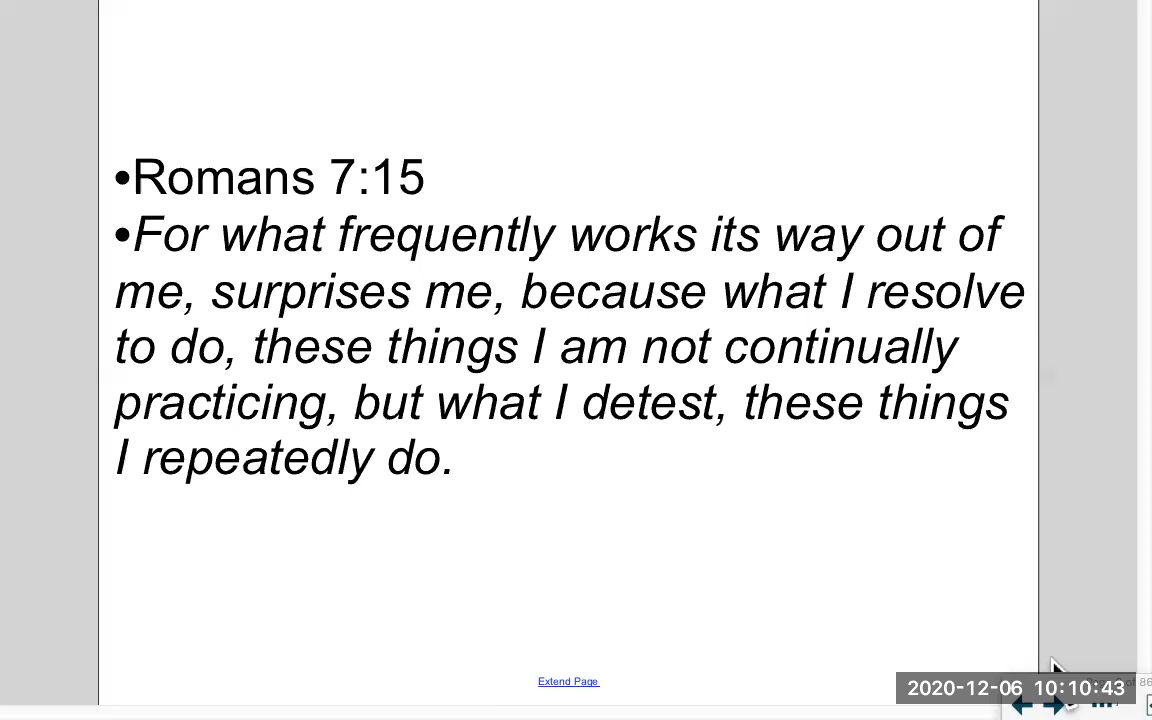 •Romans 7:15
•For what frequently works its way out of
me, surprises me, because what I resolve
to do, these things I am not continually
practicing, but what I detest, these things
I repeatedly do.
Extend Page
2020-12-06 10:10:43
86